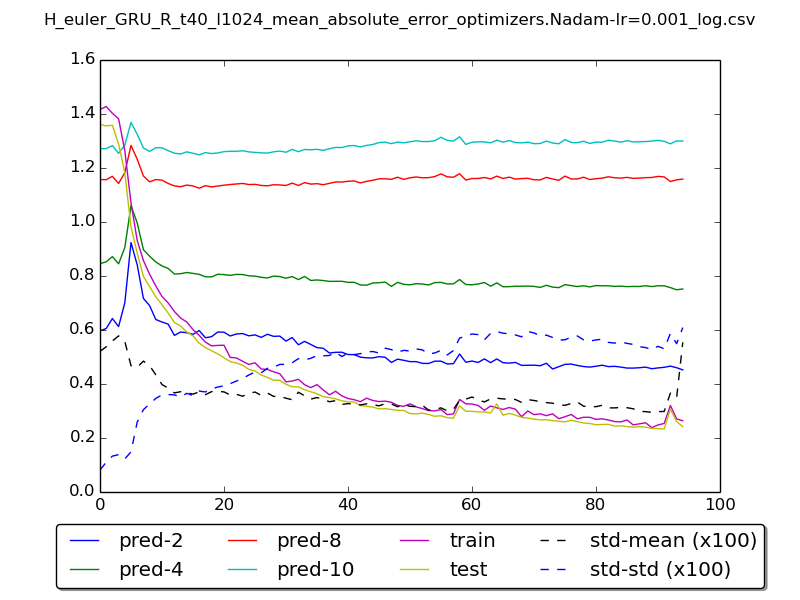 H_euler_GRU_R_t40_l1024_mean_absolute_error_optimizers.Nadam-lr=0.001_log.csv
1.6
1.4
1.2
1.0
0.8
0.6
0.4
0.2
0.0
0 20 40 60 80 100
pred-2 pred-8 train std-mean (x100)
pred-4 pred-10 test std-std (x100)